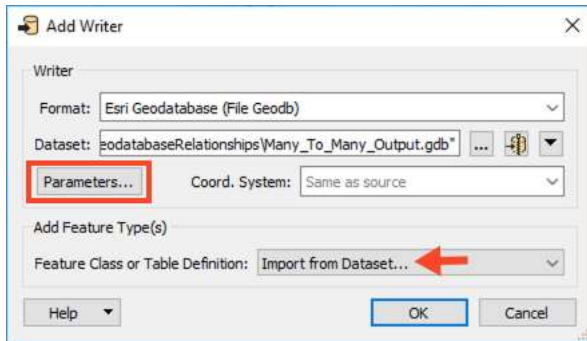 Add Writer
Writer
Format: Esri Geodatabase (File Geodb)
Dataset: eodatabaseRelationships\Many_To_Many_Output.gdb" ...
Parameters... Coord. System: Same as source
Add Feature Type(s)
Feature Class or Table Definition: Import from Dataset...
Help OK Cancel